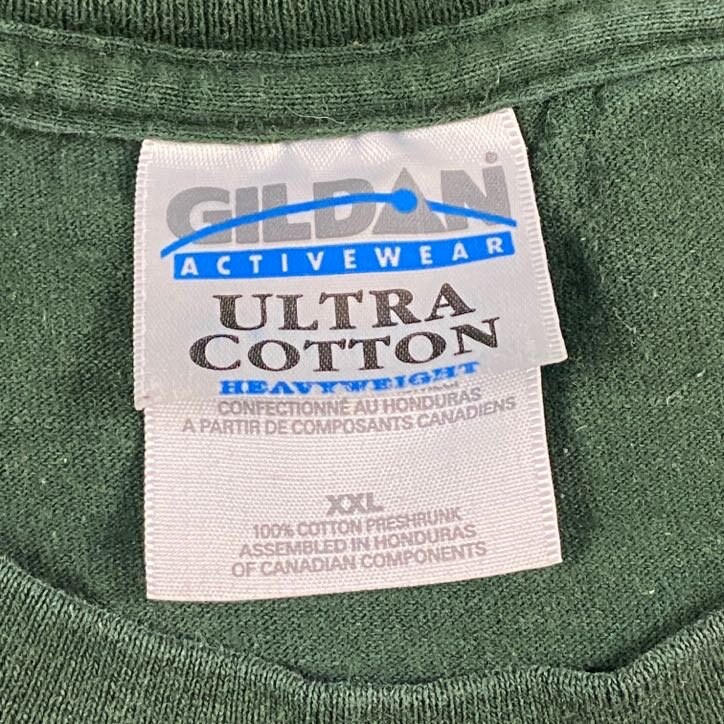 GILDAN®
ACTIVEWEAR
ULTRA
COTTON
HEAVYWEIGHT
CONFECTIONNÉ AU HONDURAS
A PARTIR DE COMPOSANTS CANADIENS
XXL
100% COTTON PRESHRUNK
ASSEMBLED IN HONDURAS
OF CANADIAN COMPONENTS